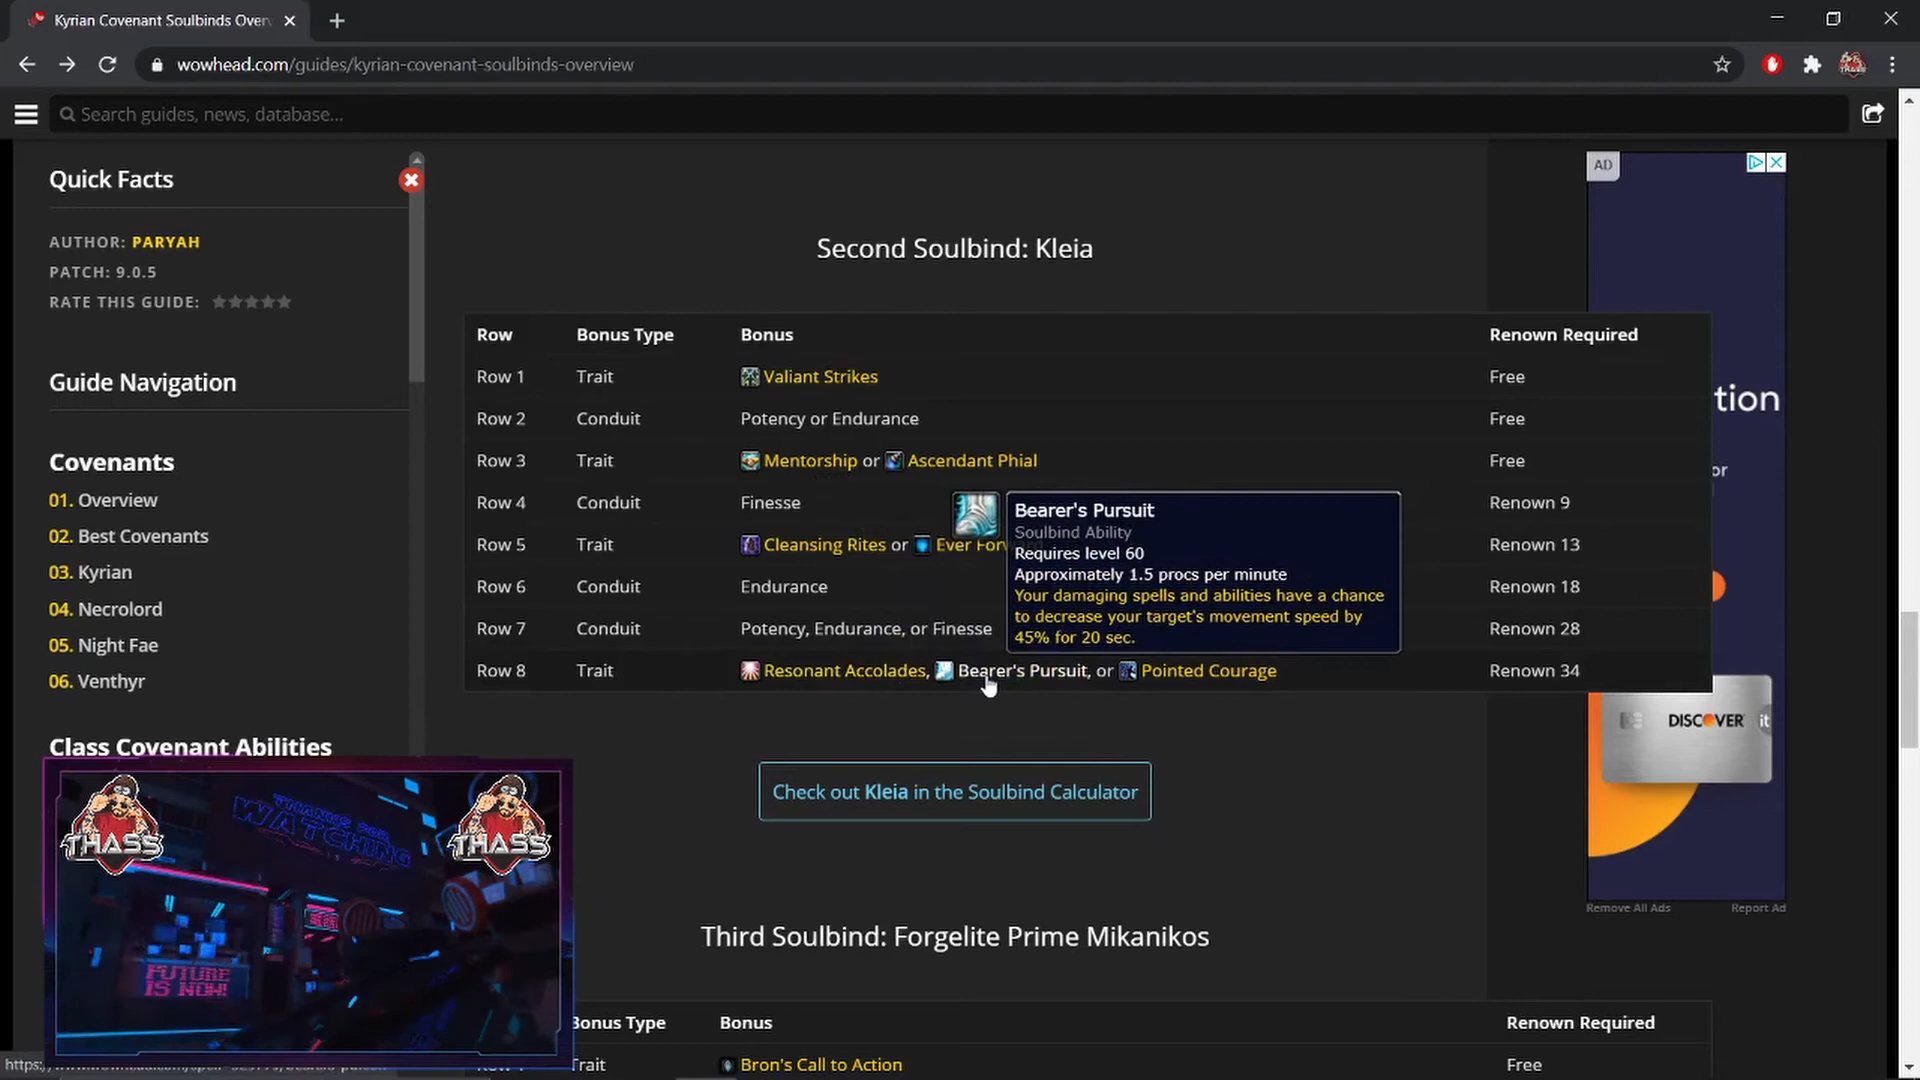 Kyrian Covenant Soulbinds Over
wowhead.com/guides/kyrian-covenant-soulbinds-overview
Search guides, news, database...
Quick Facts
AUTHOR: PARYAH
PATCH: 9.0.5
RATE THIS GUIDE:
Guide Navigation
Covenants
01. Overview
02. Best Covenants
03. Kyrian
04. Necrolord
05. Night Fae
06. Venthyr
Class Covenant Abilities
Second Soulbind: Kleia
Row Bonus Type Bonus Renown Required
Row 1 Trait Valiant Strikes Free
Row 2 Conduit Potency or Endurance Free
Row 3 Trait Mentorship or Ascendant Phial Free
Row 4 Conduit Finesse Renown 9
Row 5 Trait Cleansing Rites or Ever For Renown 13
Row 6 Conduit Endurance Renown 18
Row 7 Conduit Potency, Endurance, or Finesse Renown 28
Row 8 Trait Resonant Accolades, Bearer's Pursuit, or Pointed Courage Renown 34
Bearer's Pursuit
Soulbind Ability
Requires level 60
Approximately 1.5 procs per minute
Your damaging spells and abilities have a chance
to decrease your target's movement speed by
45% for 20 sec.
Check out Kleia in the Soulbind Calculator
Third Soulbind: Forgelite Prime Mikanikos
Bonus Type Bonus Renown Required
Trait Bron's Call to Action Free
AD
tion
or
DISCOVER it
Remove All Ads Report Ad
THASS
THASS
THANKS FOR
WATCHING
FUTURE
IS NOW!